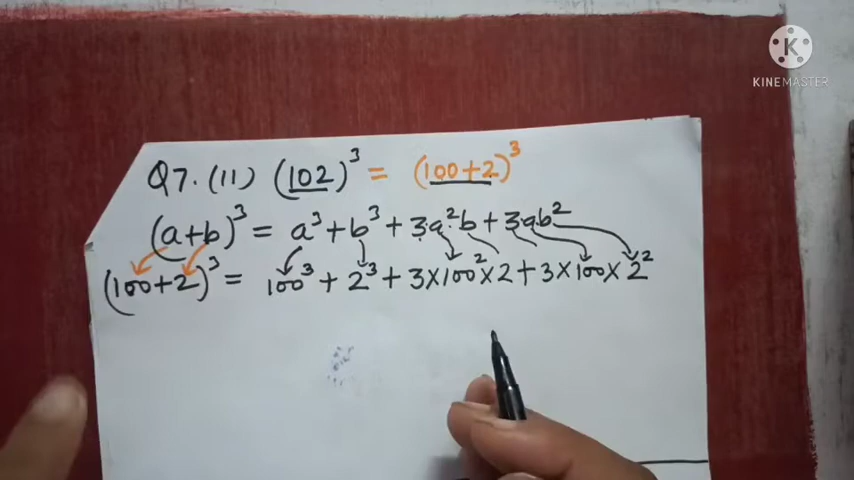 KINEMASTER
Q7. (11) (102)³ = (100+2)³
(a+b)³ = a³ + b³ + 3a²b + 3ab²
(100+2)³ = 100³ + 2³ + 3×100²×2 + 3×100×2²